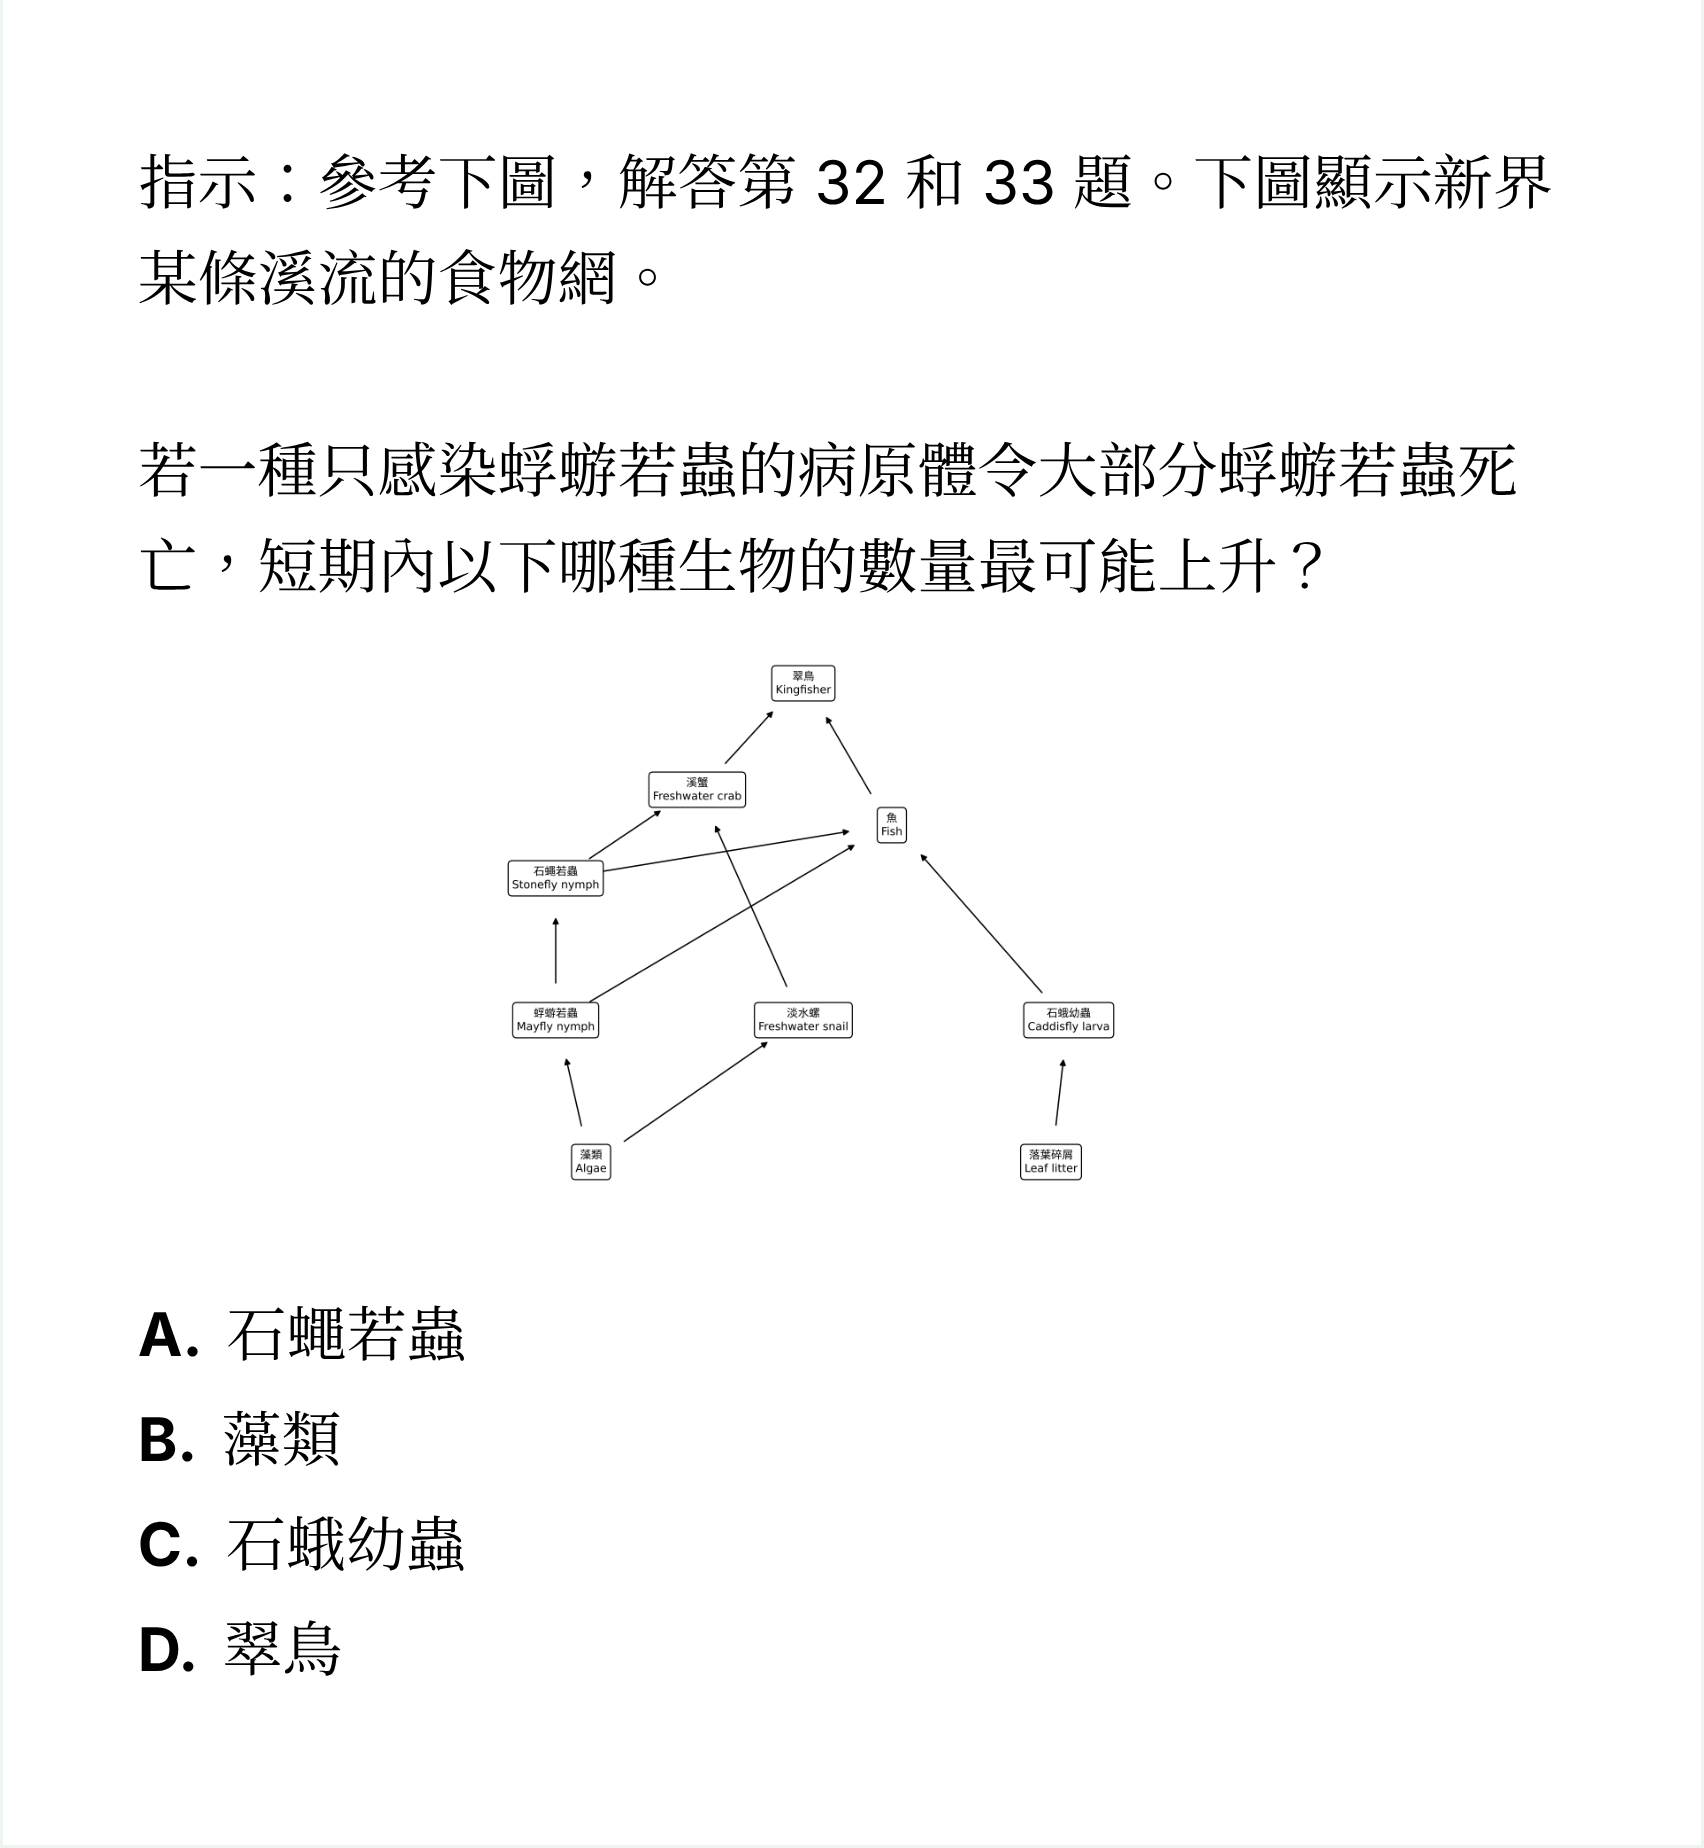 指示：參考下圖，解答第 32 和 33 題。下圖顯示新界
某條溪流的食物網。
若一種只感染蜉蝣若蟲的病原體令大部分蜉蝣若蟲死
亡，短期內以下哪種生物的數量最可能上升？
翠鳥
Kingfisher
溪蟹
Freshwater crab
魚
Fish
石蠅若蟲
Stonefly nymph
蜉蝣若蟲
Mayfly nymph
淡水螺
Freshwater snail
石蛾幼蟲
Caddisfly larva
藻類
Algae
落葉碎屑
Leaf litter
A. 石蠅若蟲
B. 藻類
C. 石蛾幼蟲
D. 翠鳥